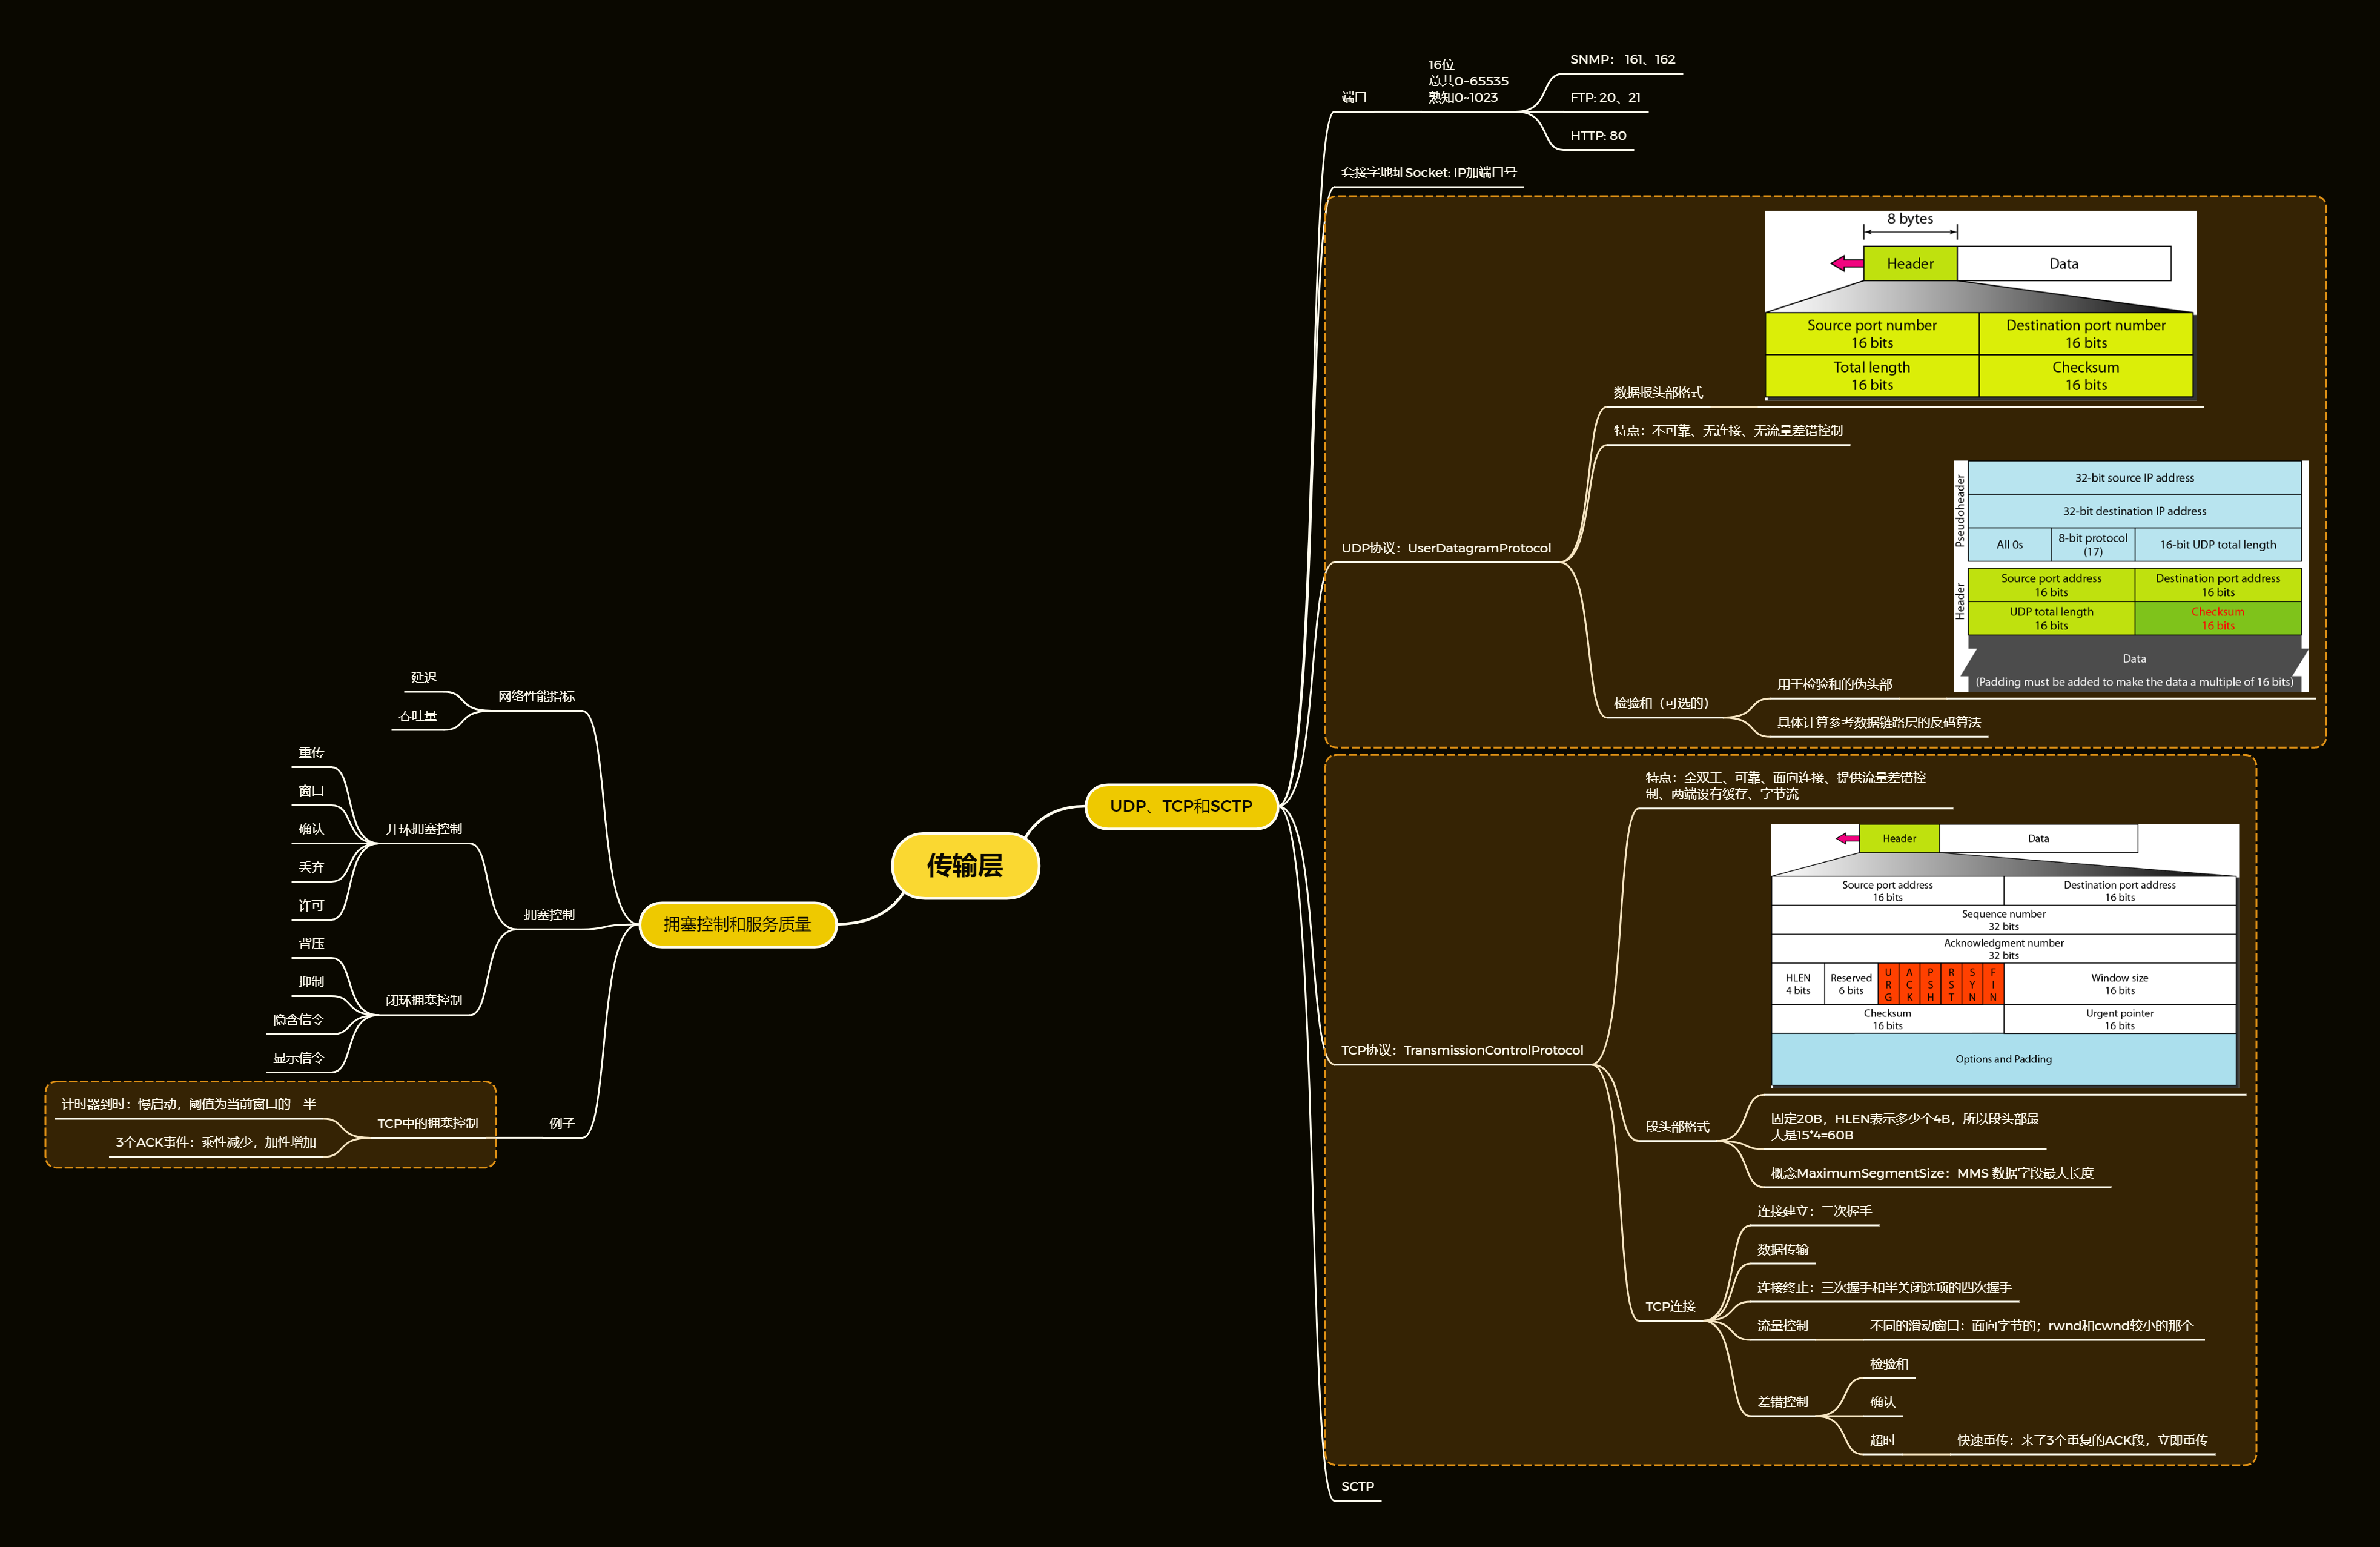 传输层
UDP、TCP和SCTP
端口
16位
总共0~65535
熟知0~1023
SNMP： 161、162
FTP: 20、21
HTTP: 80
套接字地址Socket: IP加端口号
UDP协议：UserDatagramProtocol
数据报头部格式
8 bytes
Header
Data
Source port number
16 bits
Destination port number
16 bits
Total length
16 bits
Checksum
16 bits
特点：不可靠、无连接、无流量差错控制
检验和（可选的）
用于检验和的伪头部
Pseudoheader
32-bit source IP address
32-bit destination IP address
All 0s
8-bit protocol
(17)
16-bit UDP total length
Header
Source port address
16 bits
Destination port address
16 bits
UDP total length
16 bits
Checksum
16 bits
Data
(Padding must be added to make the data a multiple of 16 bits)
具体计算参考数据链路层的反码算法
TCP协议：TransmissionControlProtocol
特点：全双工、可靠、面向连接、提供流量差错控
制、两端设有缓存、字节流
段头部格式
Header
Data
Source port address
16 bits
Destination port address
16 bits
Sequence number
32 bits
Acknowledgment number
32 bits
HLEN
4 bits
Reserved
6 bits
URG
ACK
PSH
RST
SYN
FIN
Window size
16 bits
Checksum
16 bits
Urgent pointer
16 bits
Options and Padding
固定20B，HLEN表示多少个4B，所以段头部最
大是15*4=60B
概念MaximumSegmentSize：MMS 数据字段最大长度
TCP连接
连接建立：三次握手
数据传输
连接终止：三次握手和半关闭选项的四次握手
流量控制
不同的滑动窗口：面向字节的；rwnd和cwnd较小的那个
差错控制
检验和
确认
超时
快速重传：来了3个重复的ACK段，立即重传
SCTP
拥塞控制和服务质量
网络性能指标
延迟
吞吐量
拥塞控制
开环拥塞控制
重传
窗口
确认
丢弃
许可
闭环拥塞控制
背压
抑制
隐含信令
显示信令
例子
TCP中的拥塞控制
计时器到时：慢启动，阈值为当前窗口的一半
3个ACK事件：乘性减少，加性增加